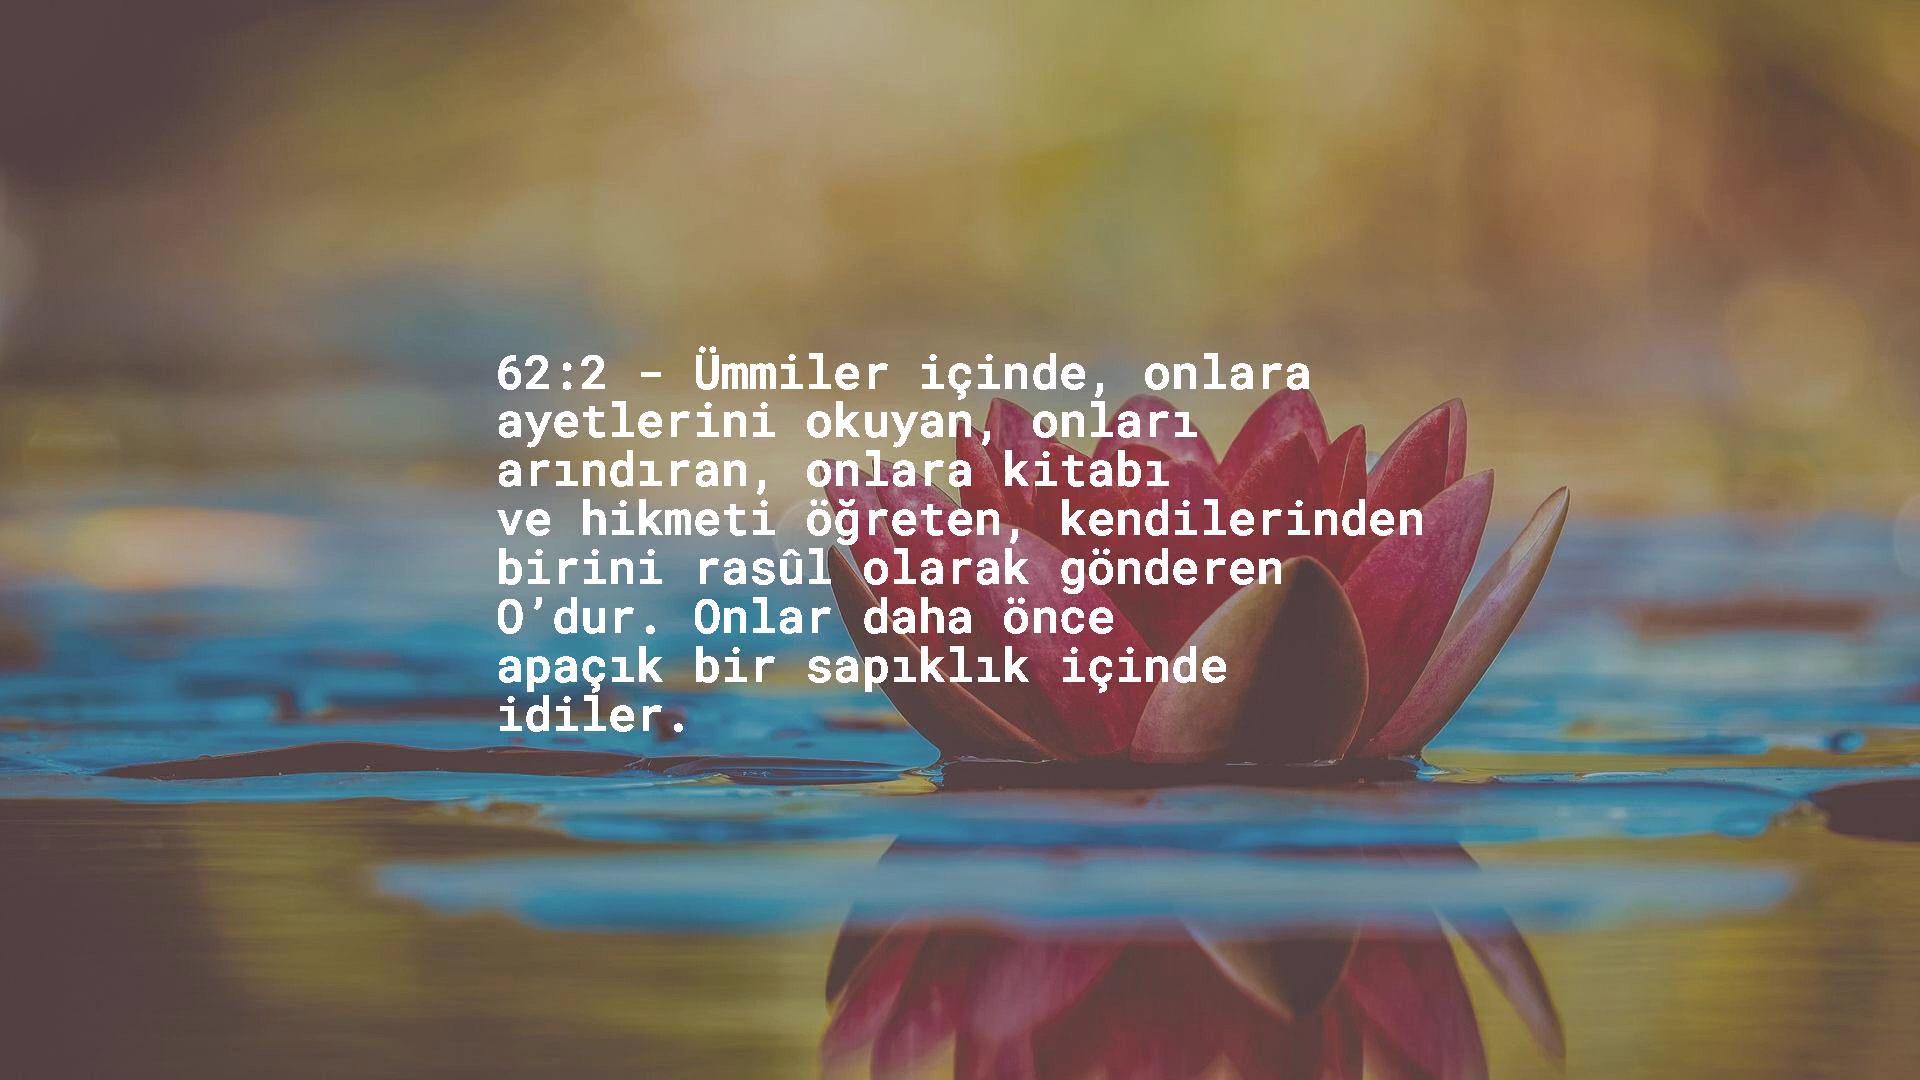 62:2 - Ümmiler içinde, onlara
ayetlerini okuyan, onları
arındıran, onlara kitabı
ve hikmeti öğreten, kendilerinden
birini rasûl olarak gönderen
O’dur. Onlar daha önce
apaçık bir sapıklık içinde
idiler.